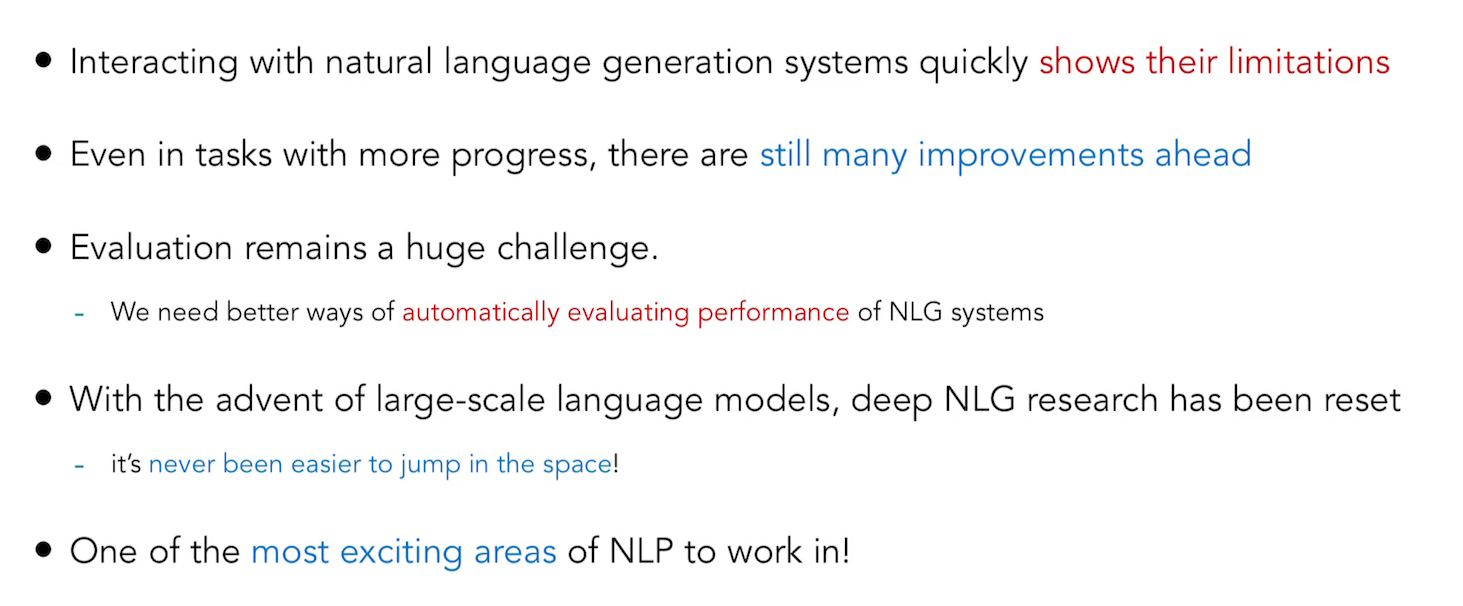 • Interacting with natural language generation systems quickly shows their limitations
• Even in tasks with more progress, there are still many improvements ahead
• Evaluation remains a huge challenge.
- We need better ways of automatically evaluating performance of NLG systems
• With the advent of large-scale language models, deep NLG research has been reset
- it’s never been easier to jump in the space!
• One of the most exciting areas of NLP to work in!